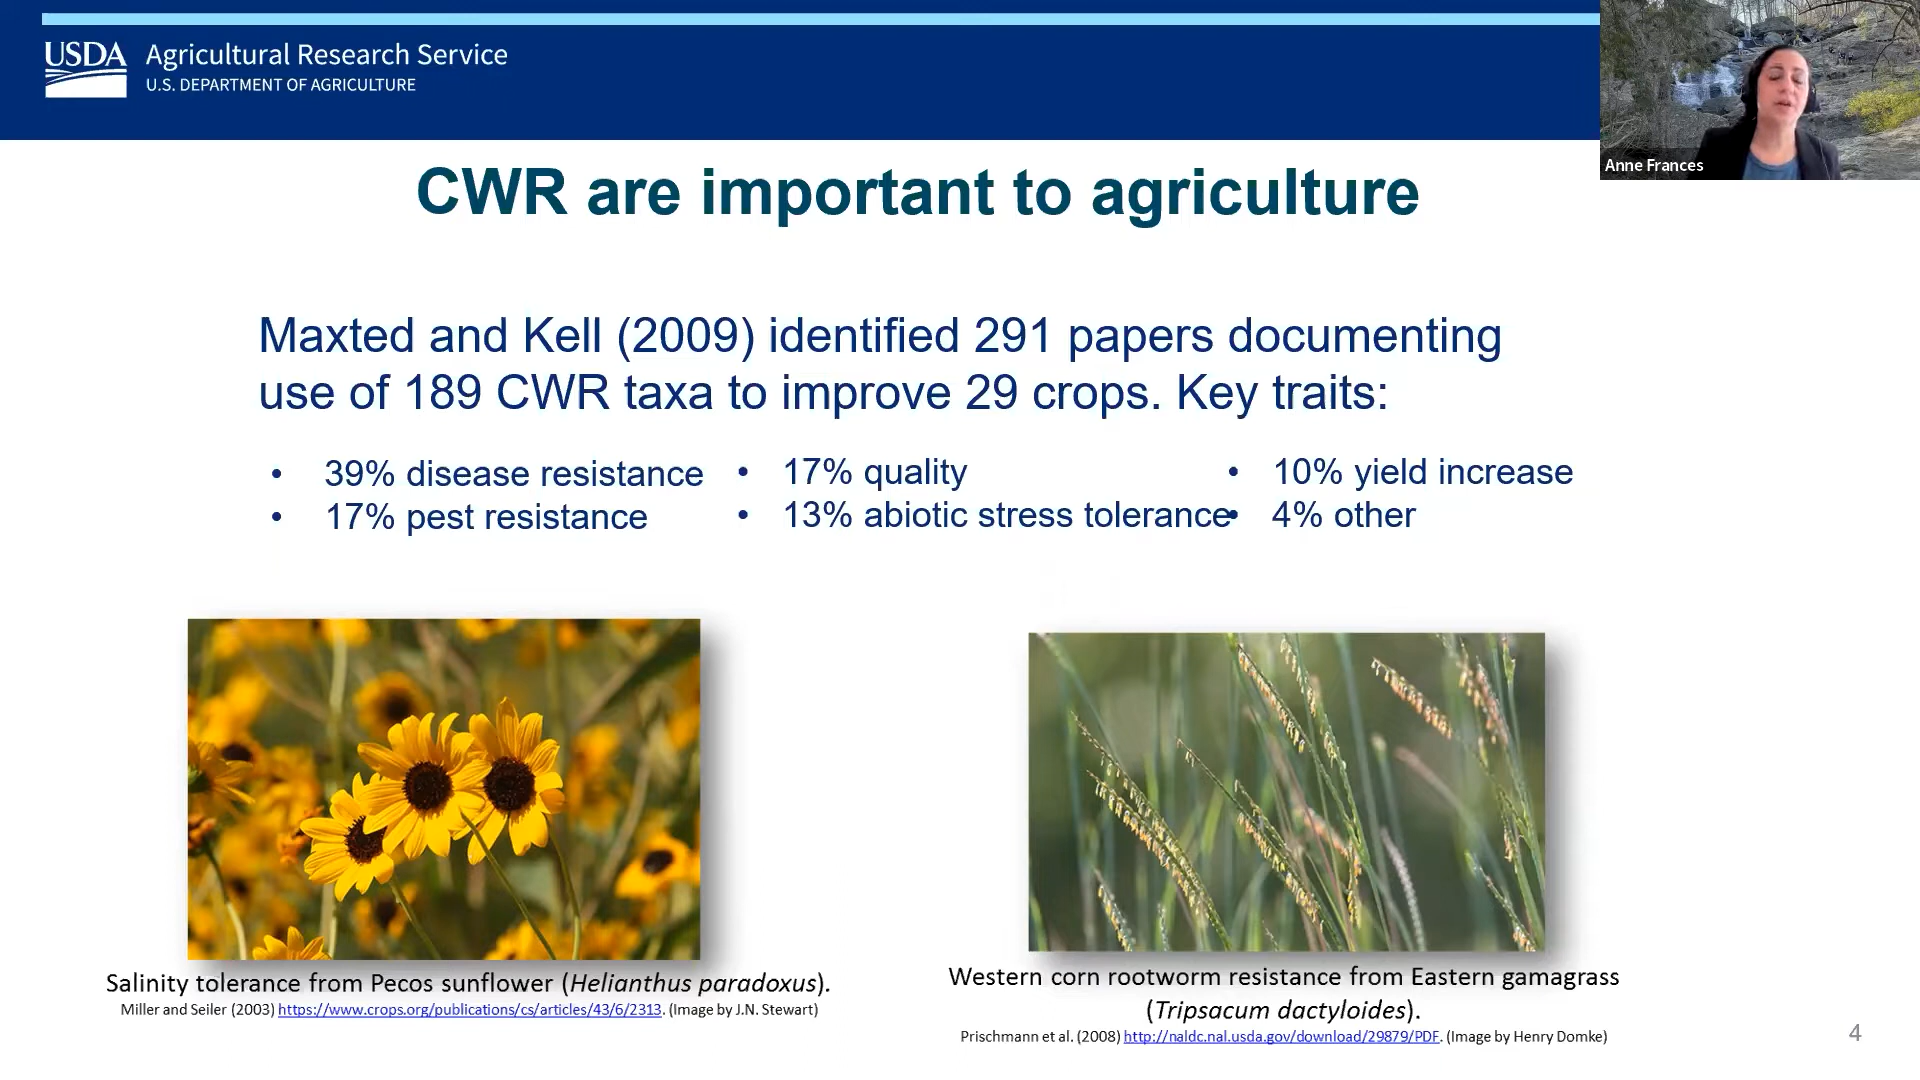 USDA Agricultural Research Service
U.S. DEPARTMENT OF AGRICULTURE
Anne Frances
CWR are important to agriculture
Maxted and Kell (2009) identified 291 papers documenting
use of 189 CWR taxa to improve 29 crops. Key traits:
• 39% disease resistance
• 17% pest resistance
• 17% quality
• 13% abiotic stress tolerance
• 10% yield increase
• 4% other
Salinity tolerance from Pecos sunflower (Helianthus paradoxus).
Miller and Seiler (2003) https://www.crops.org/publications/cs/articles/43/6/2313. (Image by J.N. Stewart)
Western corn rootworm resistance from Eastern gamagrass
(Tripsacum dactyloides).
Prischmann et al. (2008) http://naldc.nal.usda.gov/download/29879/PDF. (Image by Henry Domke)
4